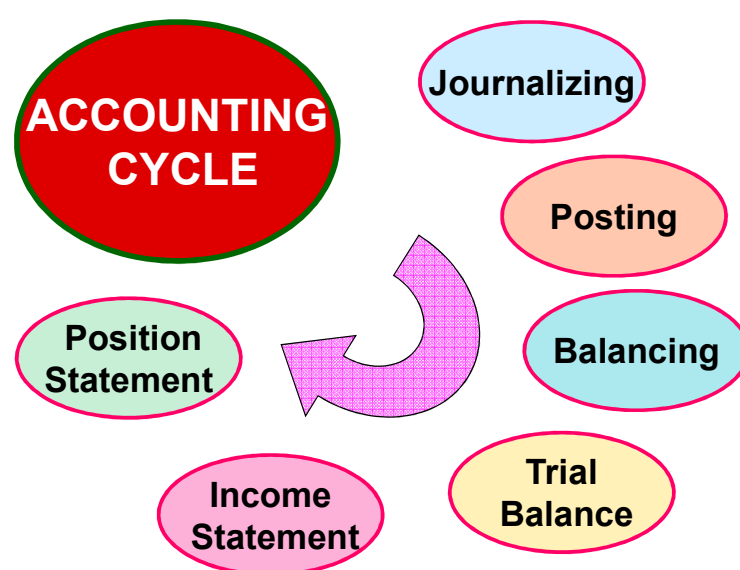 ACCOUNTING
CYCLE
Journalizing
Posting
Balancing
Trial
Balance
Income
Statement
Position
Statement